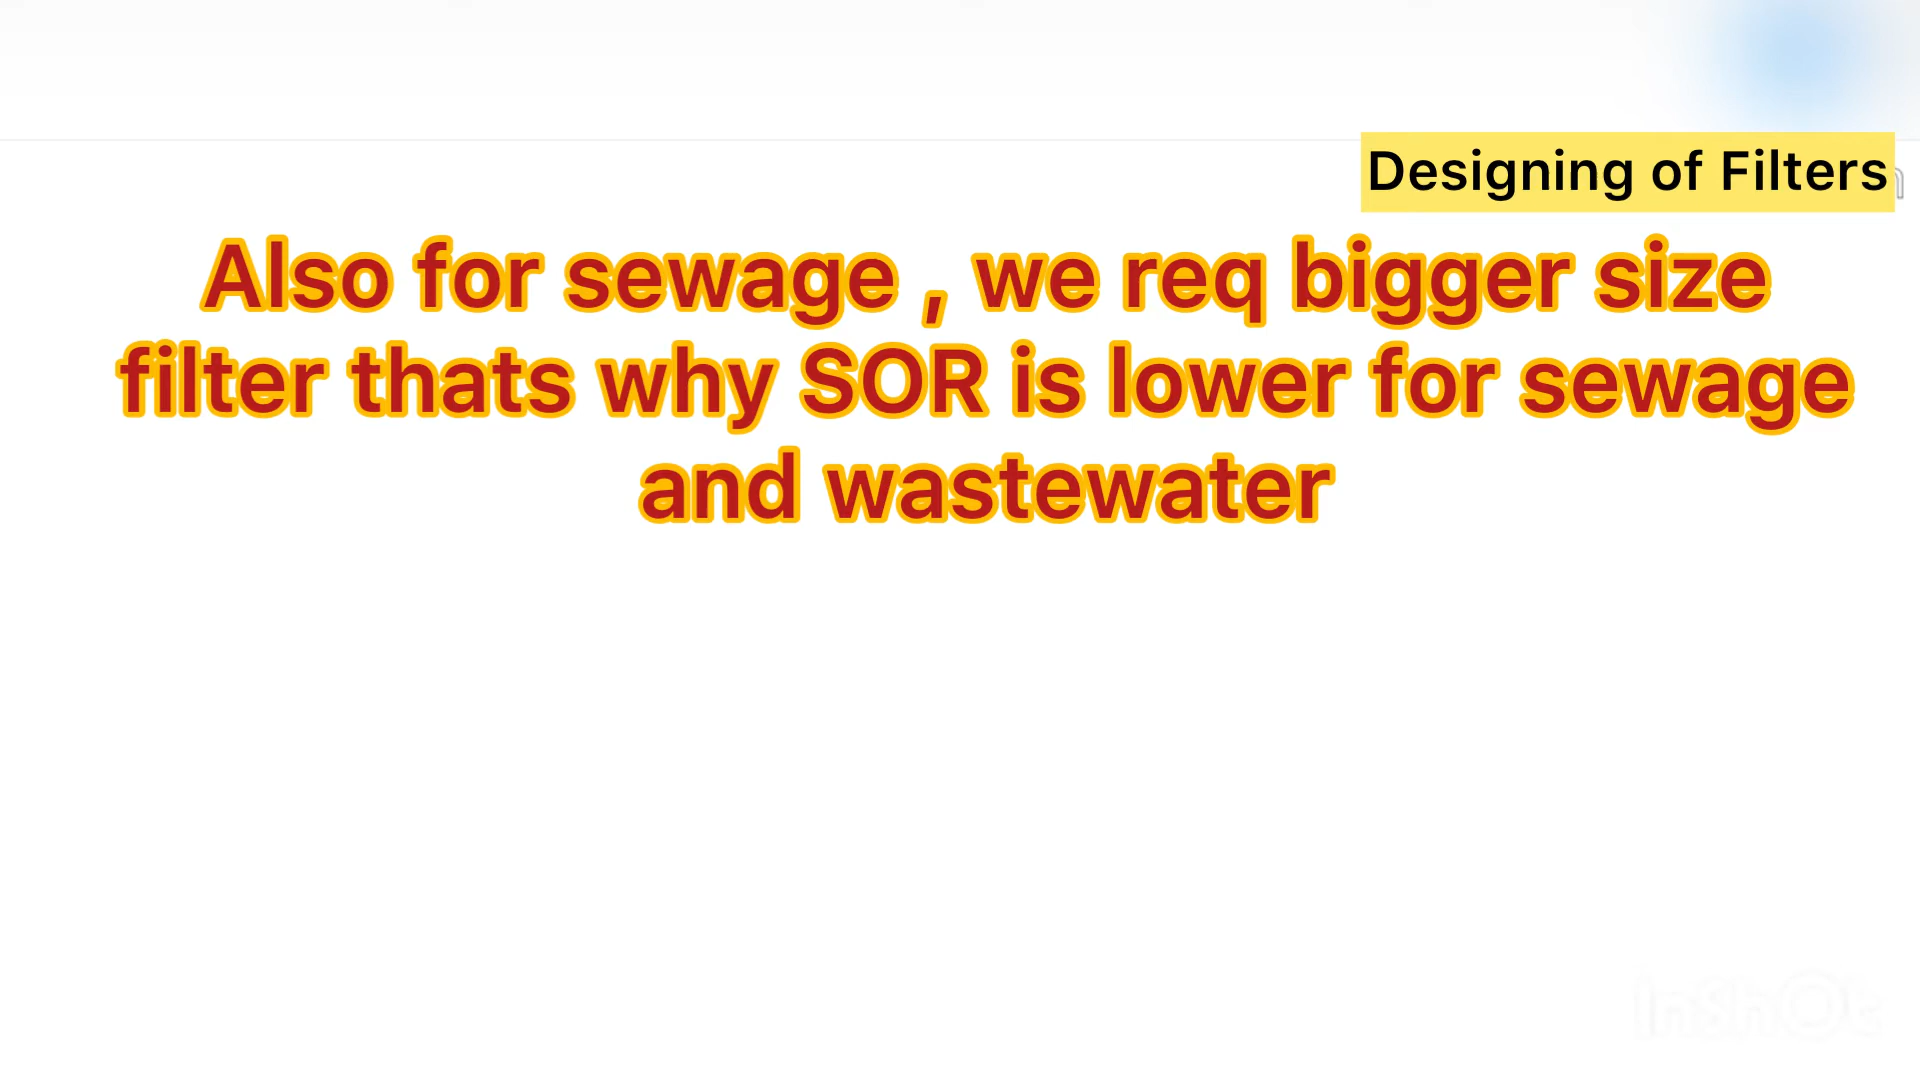 Designing of Filters
Also for sewage , we req bigger size
filter thats why SOR is lower for sewage
and wastewater
InShOt